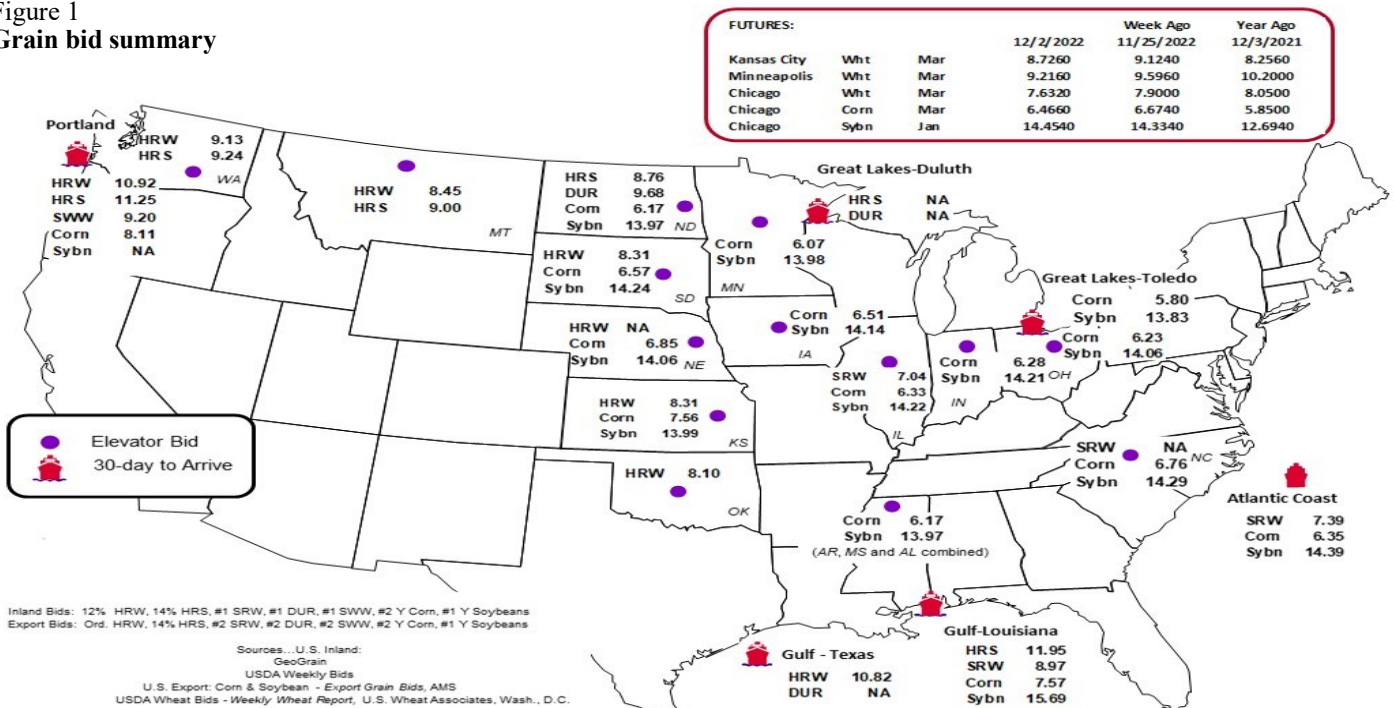 Figure 1
Grain bid summary
FUTURES:
Week Ago Year Ago
12/2/2022 11/25/2022 12/3/2021
Kansas City Wht Mar 8.7260 9.1240 8.2560
Minneapolis Wht Mar 9.2160 9.5960 10.2000
Chicago Wht Mar 7.6320 7.9000 8.0500
Chicago Corn Mar 6.4660 6.6740 5.8500
Chicago Sybn Jan 14.4540 14.3340 12.6940
Portland
HRW 10.92
HRS 11.25
SWW 9.20
Corn 8.11
Sybn NA
HRW 9.13
HRS 9.24
WA
HRW 8.45
HRS 9.00
MT
HRS 8.76
DUR 9.68
Corn 6.17
Sybn 13.97 ND
HRW 8.31
Corn 6.57
Sybn 14.24
SD
HRW NA
Corn 6.85
Sybn 14.06 NE
HRW 8.31
Corn 7.56
Sybn 13.99
KS
HRW 8.10
OK
Corn 6.07
Sybn 13.98
MN
Great Lakes-Duluth
HRS NA
DUR NA
Corn 6.51
Sybn 14.14
IA
SRW 7.04
Corn 6.33
Sybn 14.22
IL
Corn 6.28
Sybn 14.21
IN
Great Lakes-Toledo
Corn 5.80
Sybn 13.83
Corn 6.23
Sybn 14.06
OH
SRW NA
Corn 6.76
Sybn 14.29
NC
Atlantic Coast
SRW 7.39
Corn 6.35
Sybn 14.39
Corn 6.17
Sybn 13.97
(AR, MS and AL combined)
Gulf-Louisiana
HRS 11.95
SRW 8.97
Corn 7.57
Sybn 15.69
Gulf - Texas
HRW 10.82
DUR NA
Elevator Bid
30-day to Arrive
Inland Bids: 12% HRW, 14% HRS, #1 SRW, #1 DUR, #1 SWW, #2 Y Corn, #1 Y Soybeans
Export Bids: Ord. HRW, 14% HRS, #2 SRW, #2 DUR, #2 SWW, #2 Y Corn, #1 Y Soybeans
Sources...U.S. Inland:
GeoGrain
USDA Weekly Bids
U.S. Export: Corn & Soybean - Export Grain Bids, AMS
USDA Wheat Bids - Weekly Wheat Report, U.S. Wheat Associates, Wash., D.C.